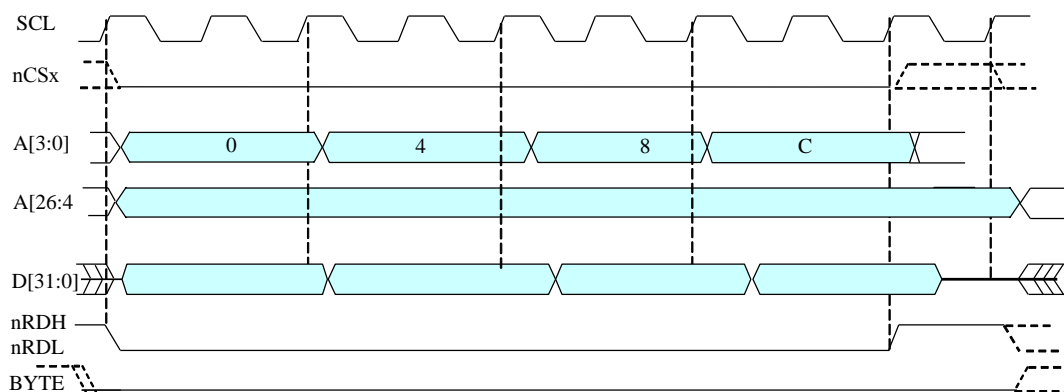 SCL
nCSx
A[3:0] 0 4 8 C
A[26:4
D[31:0]
nRDH
nRDL
BYTE